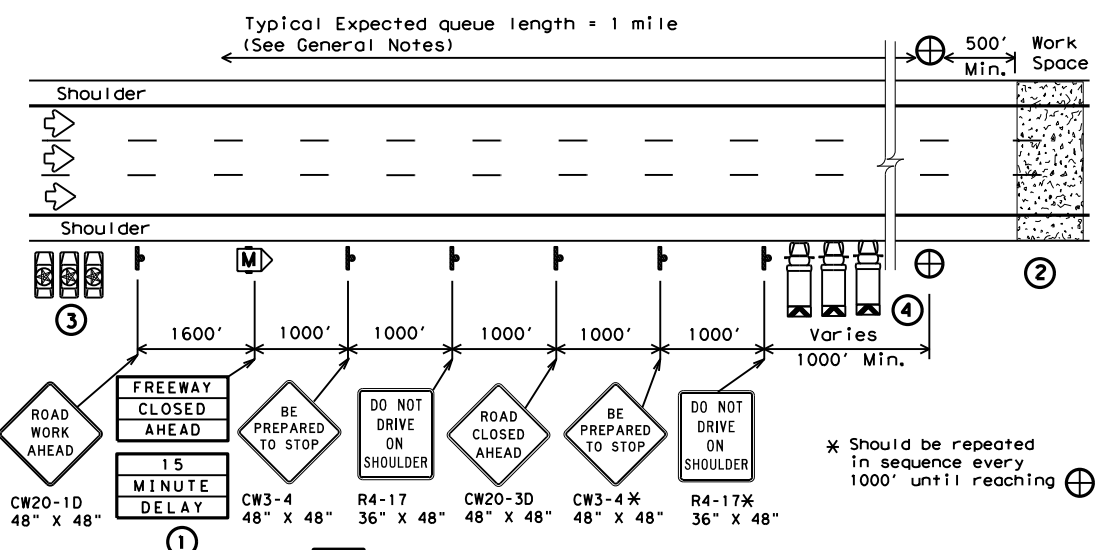 Typical Expected queue length = 1 mile
(See General Notes)
500' Work
Min. Space
Shoulder
Shoulder
M
3
2
4
1600' 1000' 1000' 1000' 1000' 1000' Varies
1000' Min.
ROAD
WORK
AHEAD
CW20-1D
48" X 48"
FREEWAY
CLOSED
AHEAD
15
MINUTE
DELAY
1
BE
PREPARED
TO STOP
CW3-4
48" X 48"
DO NOT
DRIVE
ON
SHOULDER
R4-17
36" X 48"
ROAD
CLOSED
AHEAD
CW20-3D
48" X 48"
BE
PREPARED
TO STOP
CW3-4*
48" X 48"
DO NOT
DRIVE
ON
SHOULDER
R4-17*
36" X 48"
* Should be repeated
in sequence every
1000' until reaching